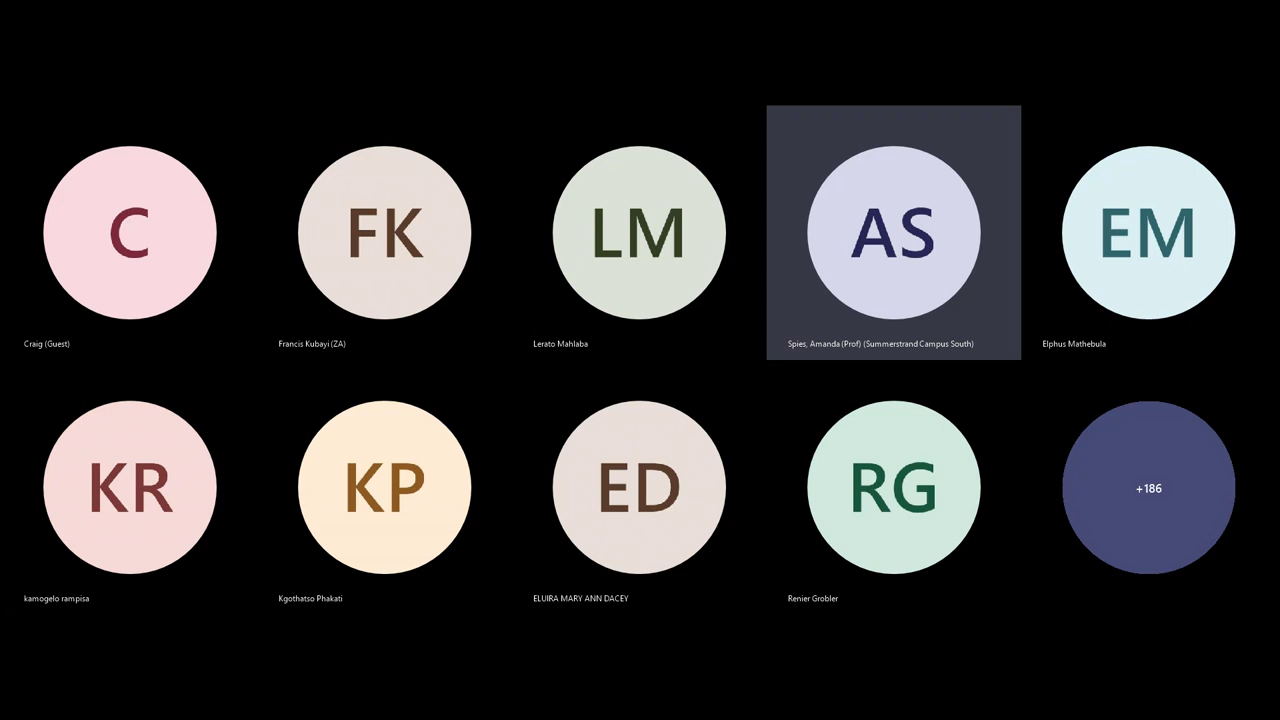 C
FK
LM
AS
EM
Craig (Guest)
Francis Kubayi (ZA)
Lerato Mahlaba
Spies, Amanda (Prof) (Summerstrand Campus South)
Elphus Mathebula
KR
KP
ED
RG
+186
kamogelo rampisa
Kgothatso Phakati
ELUIRA MARY ANN DACEY
Renier Grobler